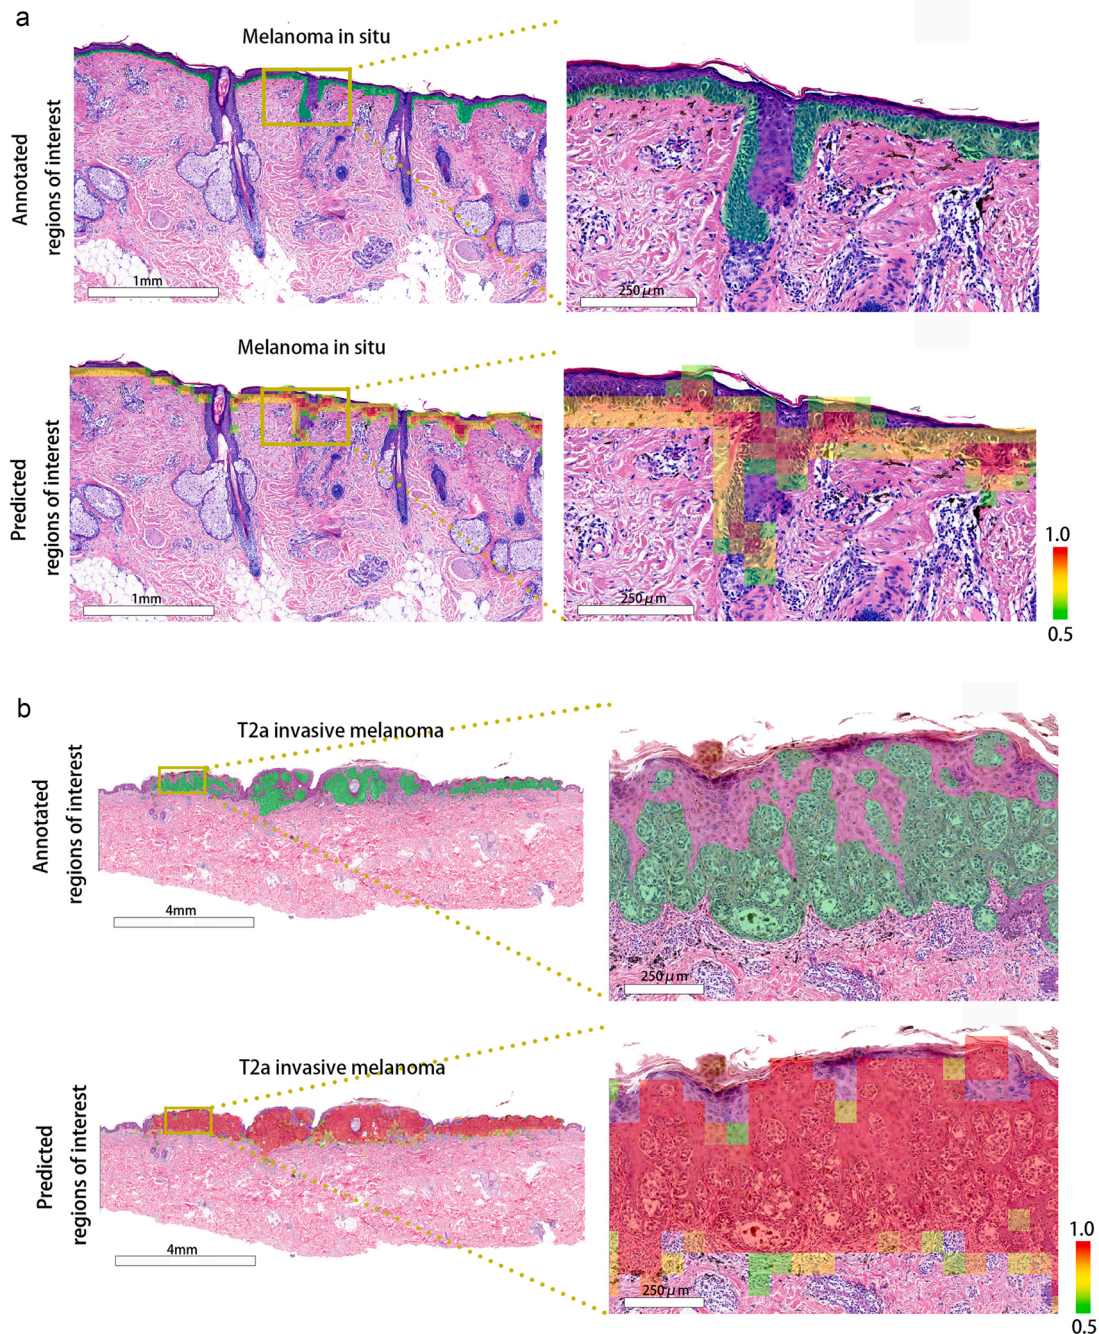 a
Melanoma in situ
Annotated
regions of interest
1mm
250μm
Melanoma in situ
Predicted
regions of interest
1mm
250μm
1.0
0.5
b
T2a invasive melanoma
Annotated
regions of interest
4mm
250μm
T2a invasive melanoma
Predicted
regions of interest
4mm
250μm
1.0
0.5